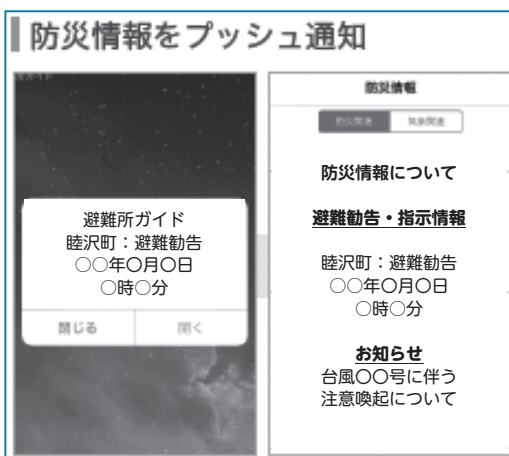 防災情報をプッシュ通知
避難所ガイド
睦沢町：避難勧告
○○年○月○日
○時○分
閉じる
開く
防災情報
防災関連
気象関連
防災情報について
避難勧告・指示情報
睦沢町：避難勧告
○○年○月○日
○時○分
お知らせ
台風○○号に伴う
注意喚起について